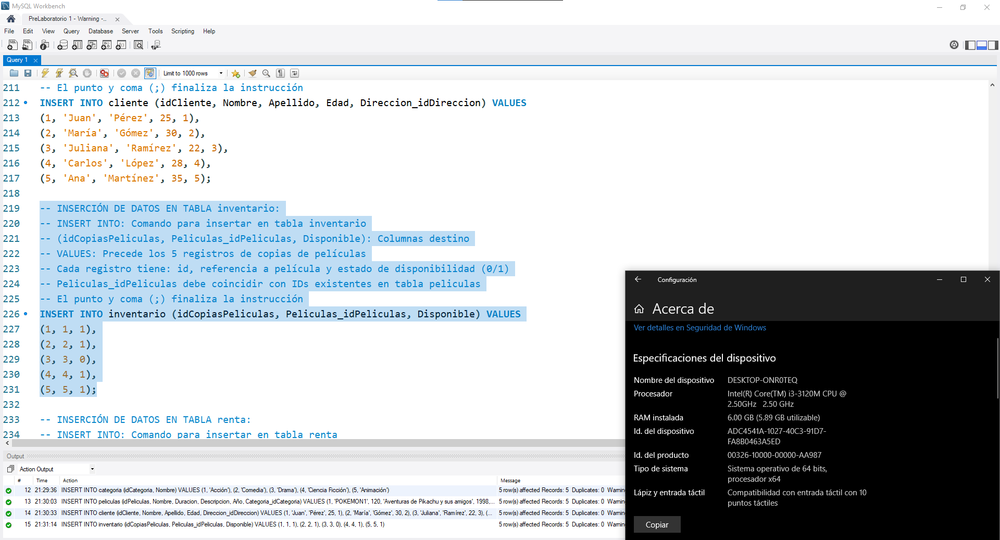 MySQL Workbench
PreLaboratorio 1 - Warning -...
File Edit View Query Database Server Tools Scripting Help
Query 1
Limit to 1000 rows
211 -- El punto y coma (;) finaliza la instrucción
212 INSERT INTO cliente (idCliente, Nombre, Apellido, Edad, Direccion_idDireccion) VALUES
213 (1, 'Juan', 'Pérez', 25, 1),
214 (2, 'María', 'Gómez', 30, 2),
215 (3, 'Juliana', 'Ramírez', 22, 3),
216 (4, 'Carlos', 'López', 28, 4),
217 (5, 'Ana', 'Martínez', 35, 5);
218
219 -- INSERCIÓN DE DATOS EN TABLA inventario:
220 -- INSERT INTO: Comando para insertar en tabla inventario
221 -- (idCopiasPeliculas, Peliculas_idPeliculas, Disponible): Columnas destino
222 -- VALUES: Precede los 5 registros de copias de películas
223 -- Cada registro tiene: id, referencia a película y estado de disponibilidad (0/1)
224 -- Peliculas_idPeliculas debe coincidir con IDs existentes en tabla peliculas
225 -- El punto y coma (;) finaliza la instrucción
226 INSERT INTO inventario (idCopiasPeliculas, Peliculas_idPeliculas, Disponible) VALUES
227 (1, 1, 1),
228 (2, 2, 1),
229 (3, 3, 0),
230 (4, 4, 1),
231 (5, 5, 1);
232
233 -- INSERCIÓN DE DATOS EN TABLA renta:
234 -- INSERT INTO: Comando para insertar en tabla renta
Output
Action Output
# Time Action Message
12 21:29:36 INSERT INTO categoria (idCategoria, Nombre) VALUES (1, 'Acción'), (2, 'Comedia'), (3, 'Drama'), (4, 'Ciencia Ficción'), (5, 'Animación') 5 row(s) affected Records: 5 Duplicates: 0 Warnin
13 21:30:03 INSERT INTO peliculas (idPeliculas, Nombre, Duracion, Descripcion, Año, Categoria_idCategoria) VALUES (1, 'POKEMON1', 120, 'Aventuras de Pikachu y sus amigos', 1998,... 5 row(s) affected Records: 5 Duplicates: 0 Warnin
14 21:30:33 INSERT INTO cliente (idCliente, Nombre, Apellido, Edad, Direccion_idDireccion) VALUES (1, 'Juan', 'Pérez', 25, 1), (2, 'María', 'Gómez', 30, 2), (3, 'Juliana', 'Ramírez', 22, 3), (... 5 row(s) affected Records: 5 Duplicates: 0 Warnin
15 21:31:14 INSERT INTO inventario (idCopiasPeliculas, Peliculas_idPeliculas, Disponible) VALUES (1, 1, 1), (2, 2, 1), (3, 3, 0), (4, 4, 1), (5, 5, 1) 5 row(s) affected Records: 5 Duplicates: 0 Warnin
Configuración
Acerca de
Ver detalles en Seguridad de Windows
Especificaciones del dispositivo
Nombre del dispositivo DESKTOP-ONR0TEQ
Procesador Intel(R) Core(TM) i3-3120M CPU @
2.50GHz 2.50 GHz
RAM instalada 6.00 GB (5.89 GB utilizable)
Id. del dispositivo ADC4541A-1027-40C3-91D7-
FA8B0463A5ED
Id. del producto 00326-10000-00000-AA987
Tipo de sistema Sistema operativo de 64 bits,
procesador x64
Lápiz y entrada táctil Compatibilidad con entrada táctil con 10
puntos táctiles
Copiar